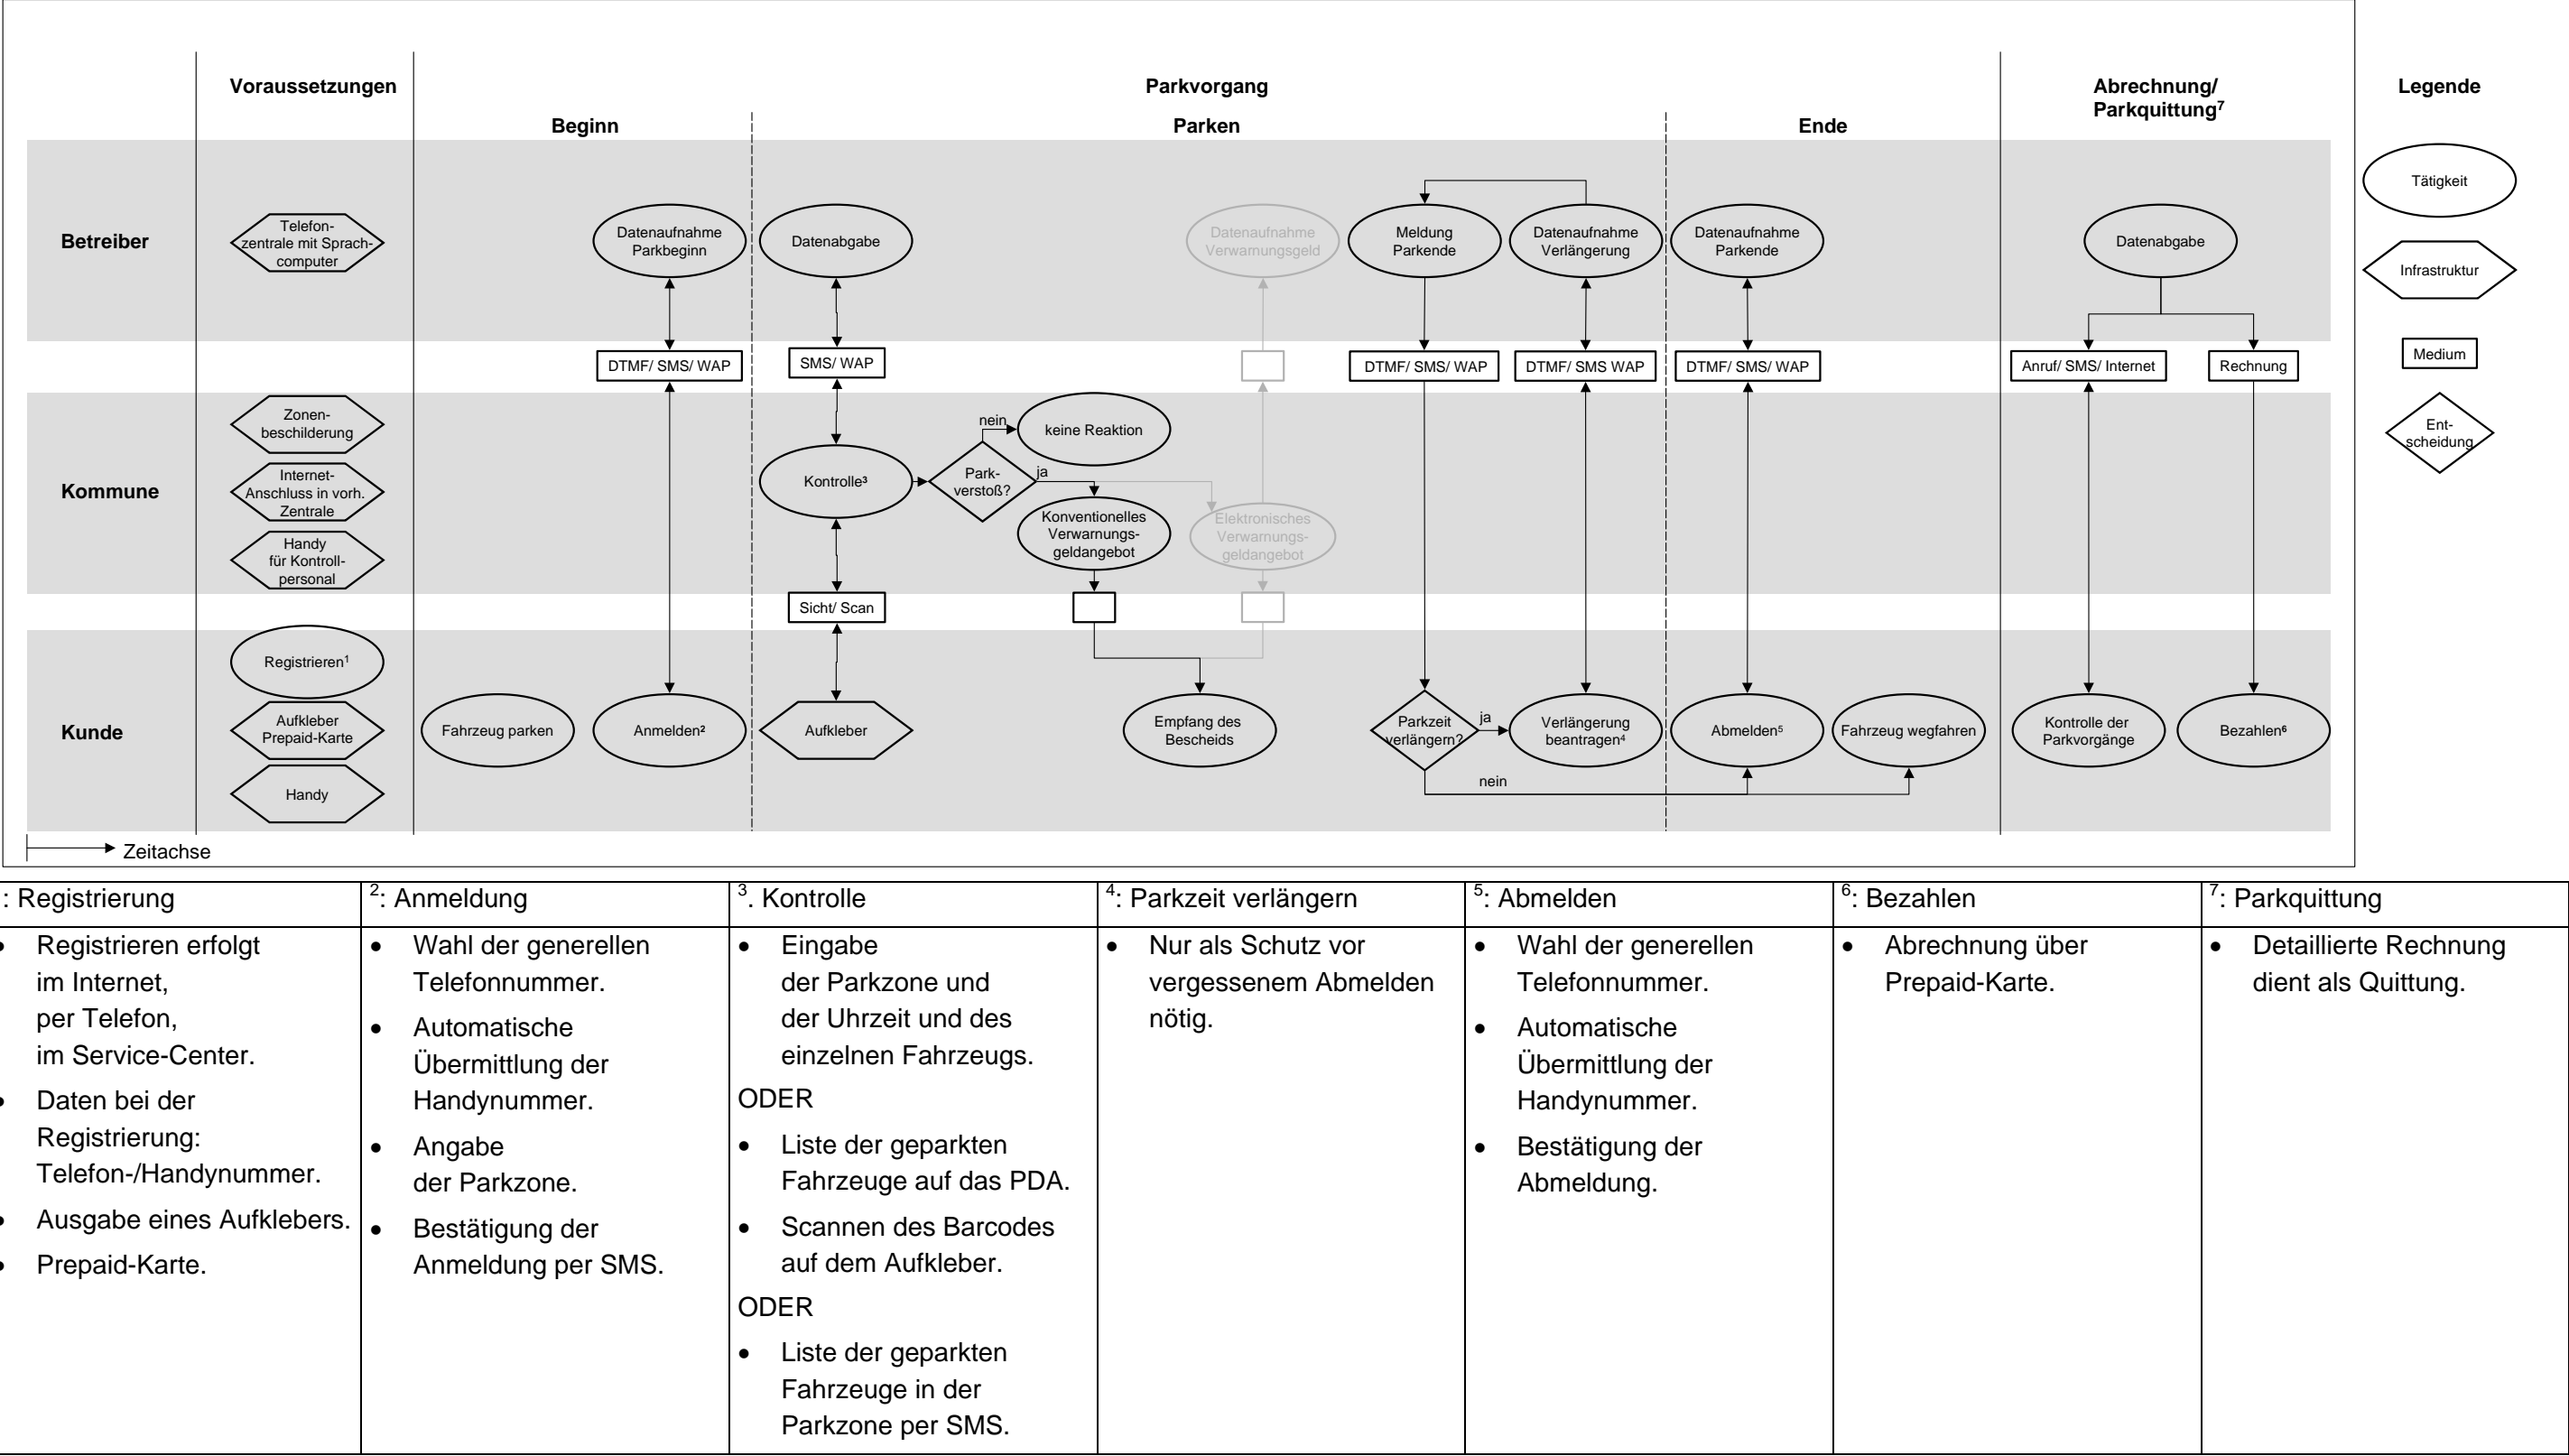 Voraussetzungen
Parkvorgang
Abrechnung/
Parkquittung⁷
Legende
Beginn
Parken
Ende
Betreiber
Telefon-
zentrale mit Sprach-
computer
Datenaufnahme
Parkbeginn
Datenabgabe
Datenaufnahme
Verwarnungsgeld
Meldung
Parkende
Datenaufnahme
Verlängerung
Datenaufnahme
Parkende
Datenabgabe
Tätigkeit
Infrastruktur
Medium
Ent-
scheidung
DTMF/ SMS/ WAP
SMS/ WAP
DTMF/ SMS/ WAP
DTMF/ SMS WAP
DTMF/ SMS/ WAP
Anruf/ SMS/ Internet
Rechnung
Kommune
Zonen-
beschilderung
Internet-
Anschluss in vorh.
Zentrale
Handy
für Kontroll-
personal
Kontrolle³
Park-
verstoß?
nein
keine Reaktion
ja
Konventionelles
Verwarnungs-
geldangebot
Elektronisches
Verwarnungs-
geldangebot
Sicht/ Scan
Kunde
Registrieren¹
Aufkleber
Prepaid-Karte
Handy
Fahrzeug parken
Anmelden²
Aufkleber
Empfang des
Bescheids
Parkzeit
verlängern?
ja
nein
Verlängerung
beantragen⁴
Abmelden⁵
Fahrzeug wegfahren
Kontrolle der
Parkvorgänge
Bezahlen⁶
Zeitachse
: Registrierung
• Registrieren erfolgt
im Internet,
per Telefon,
im Service-Center.
• Daten bei der
Registrierung:
Telefon-/Handynummer.
• Ausgabe eines Aufklebers.
• Prepaid-Karte.
²: Anmeldung
• Wahl der generellen
Telefonnummer.
• Automatische
Übermittlung der
Handynummer.
• Angabe
der Parkzone.
• Bestätigung der
Anmeldung per SMS.
³. Kontrolle
• Eingabe
der Parkzone und
der Uhrzeit und des
einzelnen Fahrzeugs.
ODER
• Liste der geparkten
Fahrzeuge auf das PDA.
• Scannen des Barcodes
auf dem Aufkleber.
ODER
• Liste der geparkten
Fahrzeuge in der
Parkzone per SMS.
⁴: Parkzeit verlängern
• Nur als Schutz vor
vergessenem Abmelden
nötig.
⁵: Abmelden
• Wahl der generellen
Telefonnummer.
• Automatische
Übermittlung der
Handynummer.
• Bestätigung der
Abmeldung.
⁶: Bezahlen
• Abrechnung über
Prepaid-Karte.
⁷: Parkquittung
• Detaillierte Rechnung
dient als Quittung.